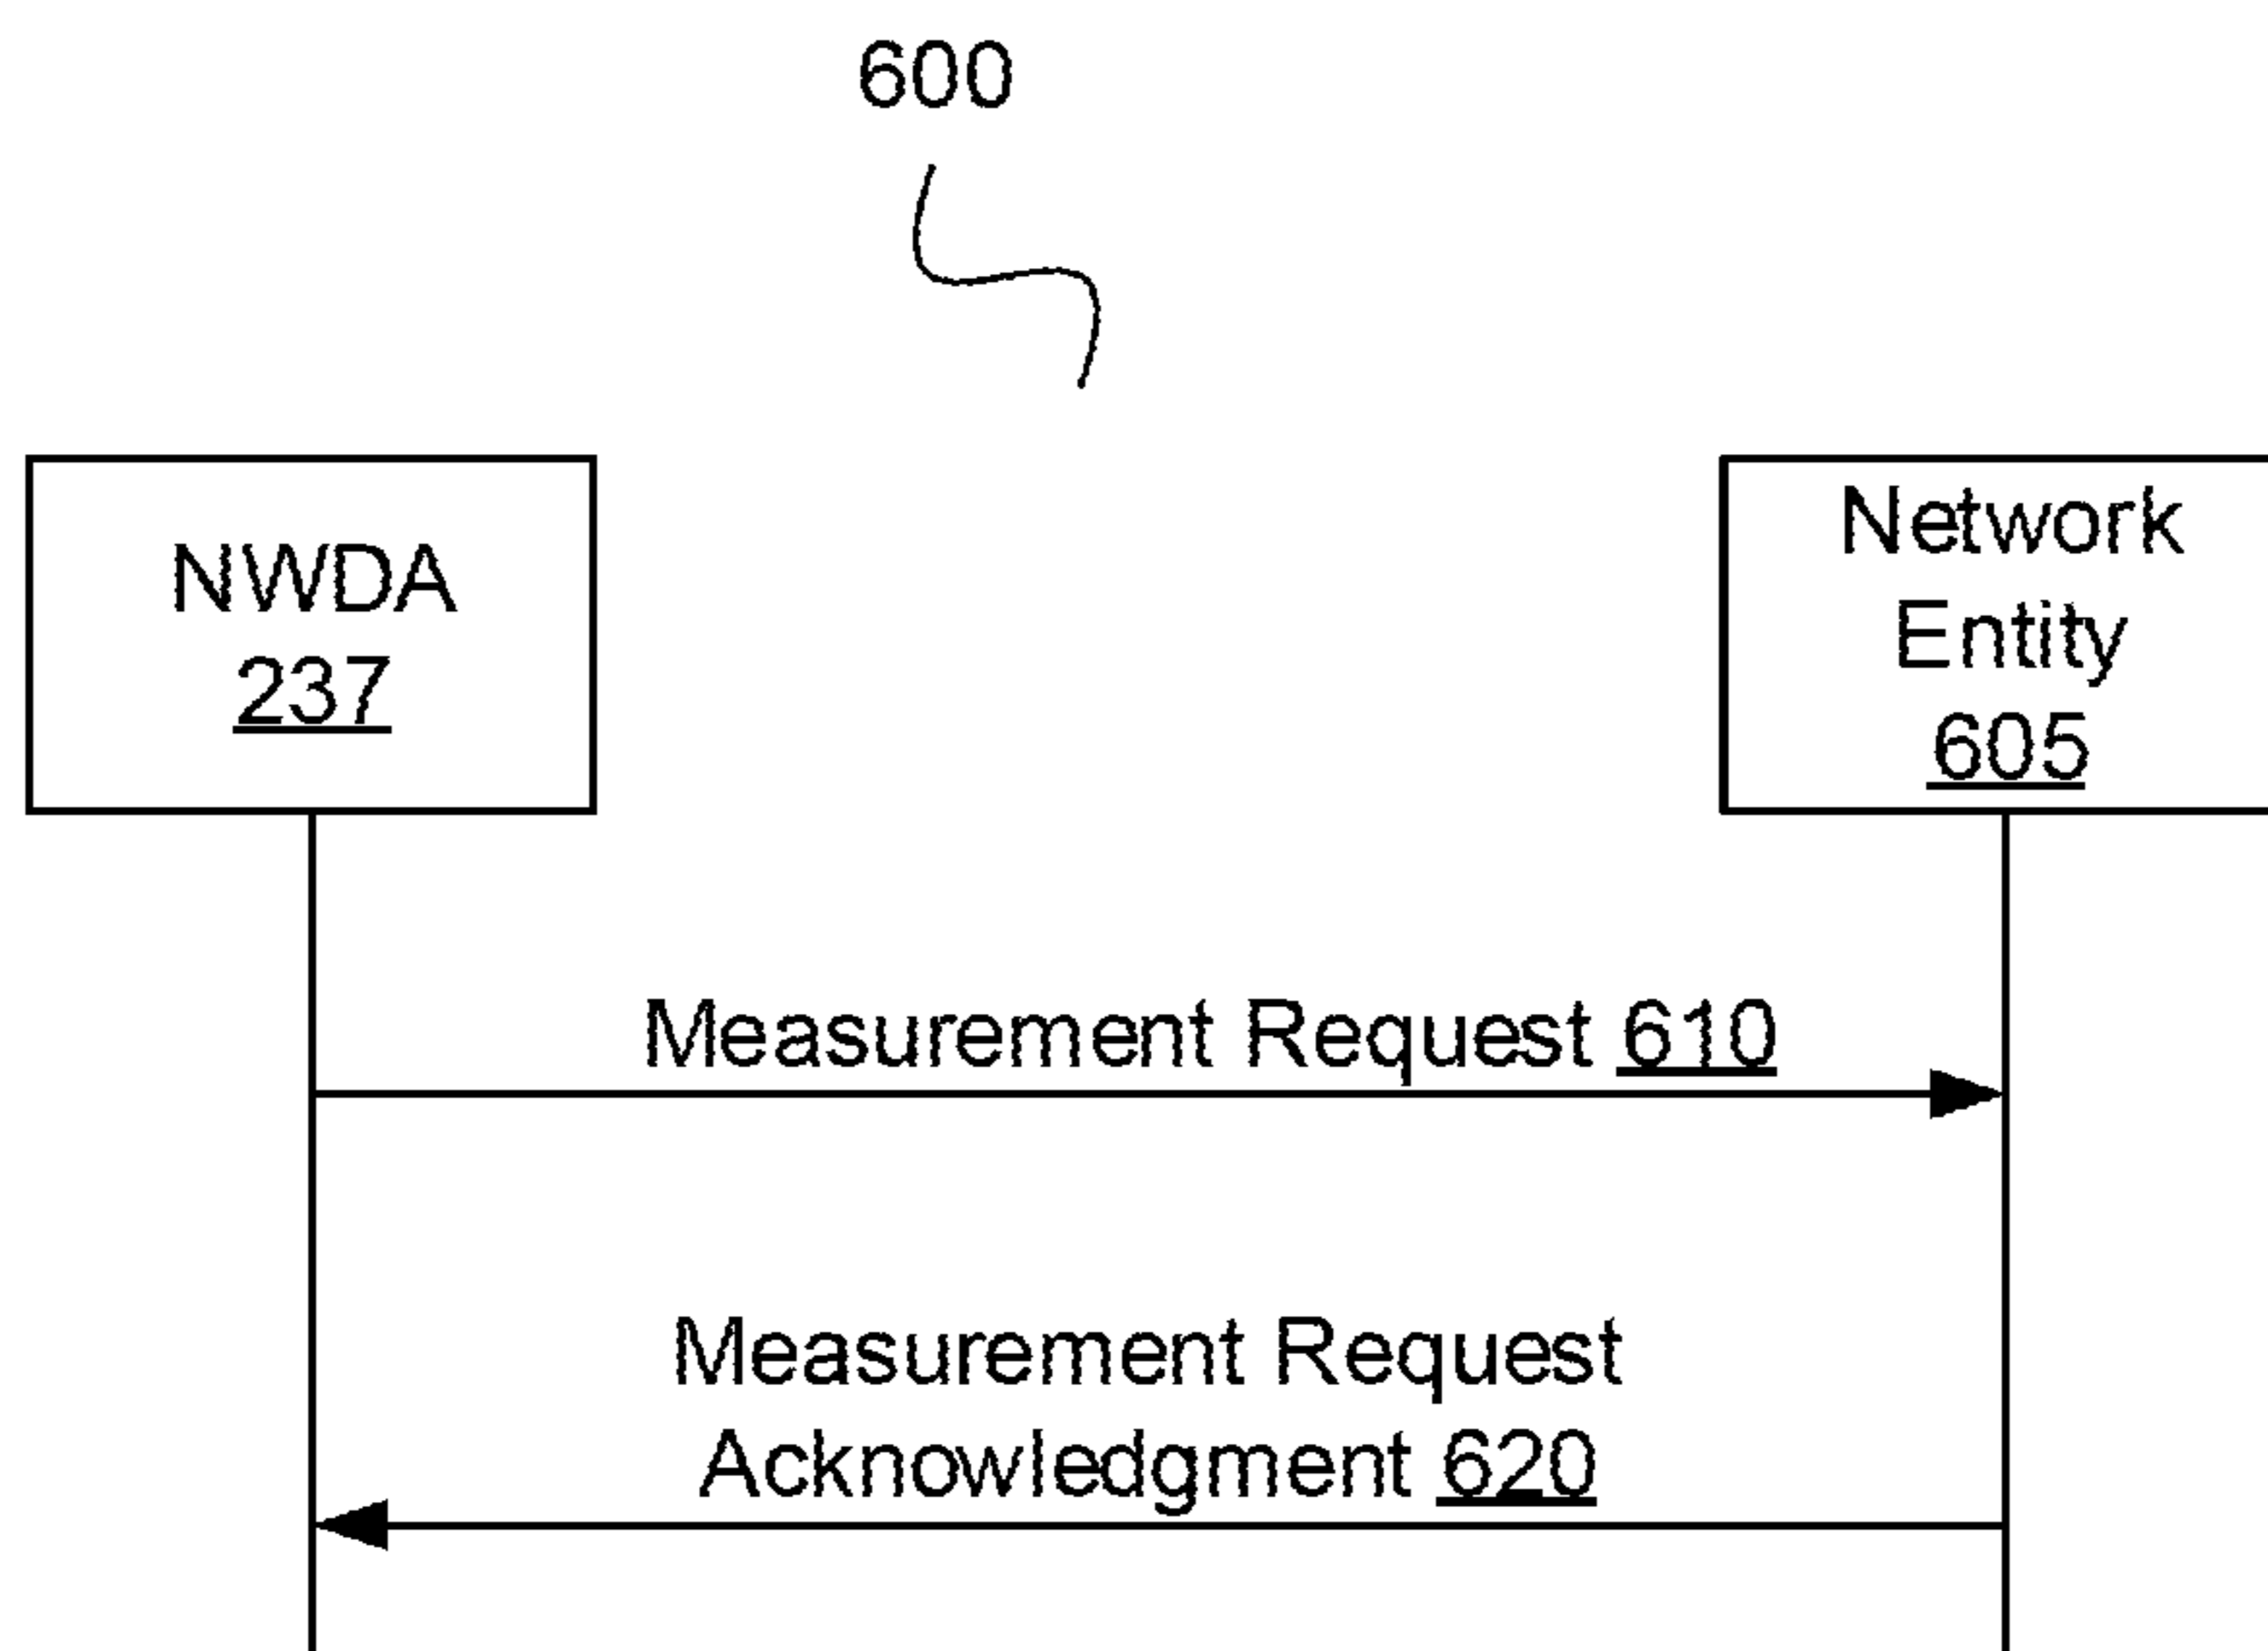 600
NWDA
237
Network
Entity
605
Measurement Request 610
Measurement Request
Acknowledgment 620